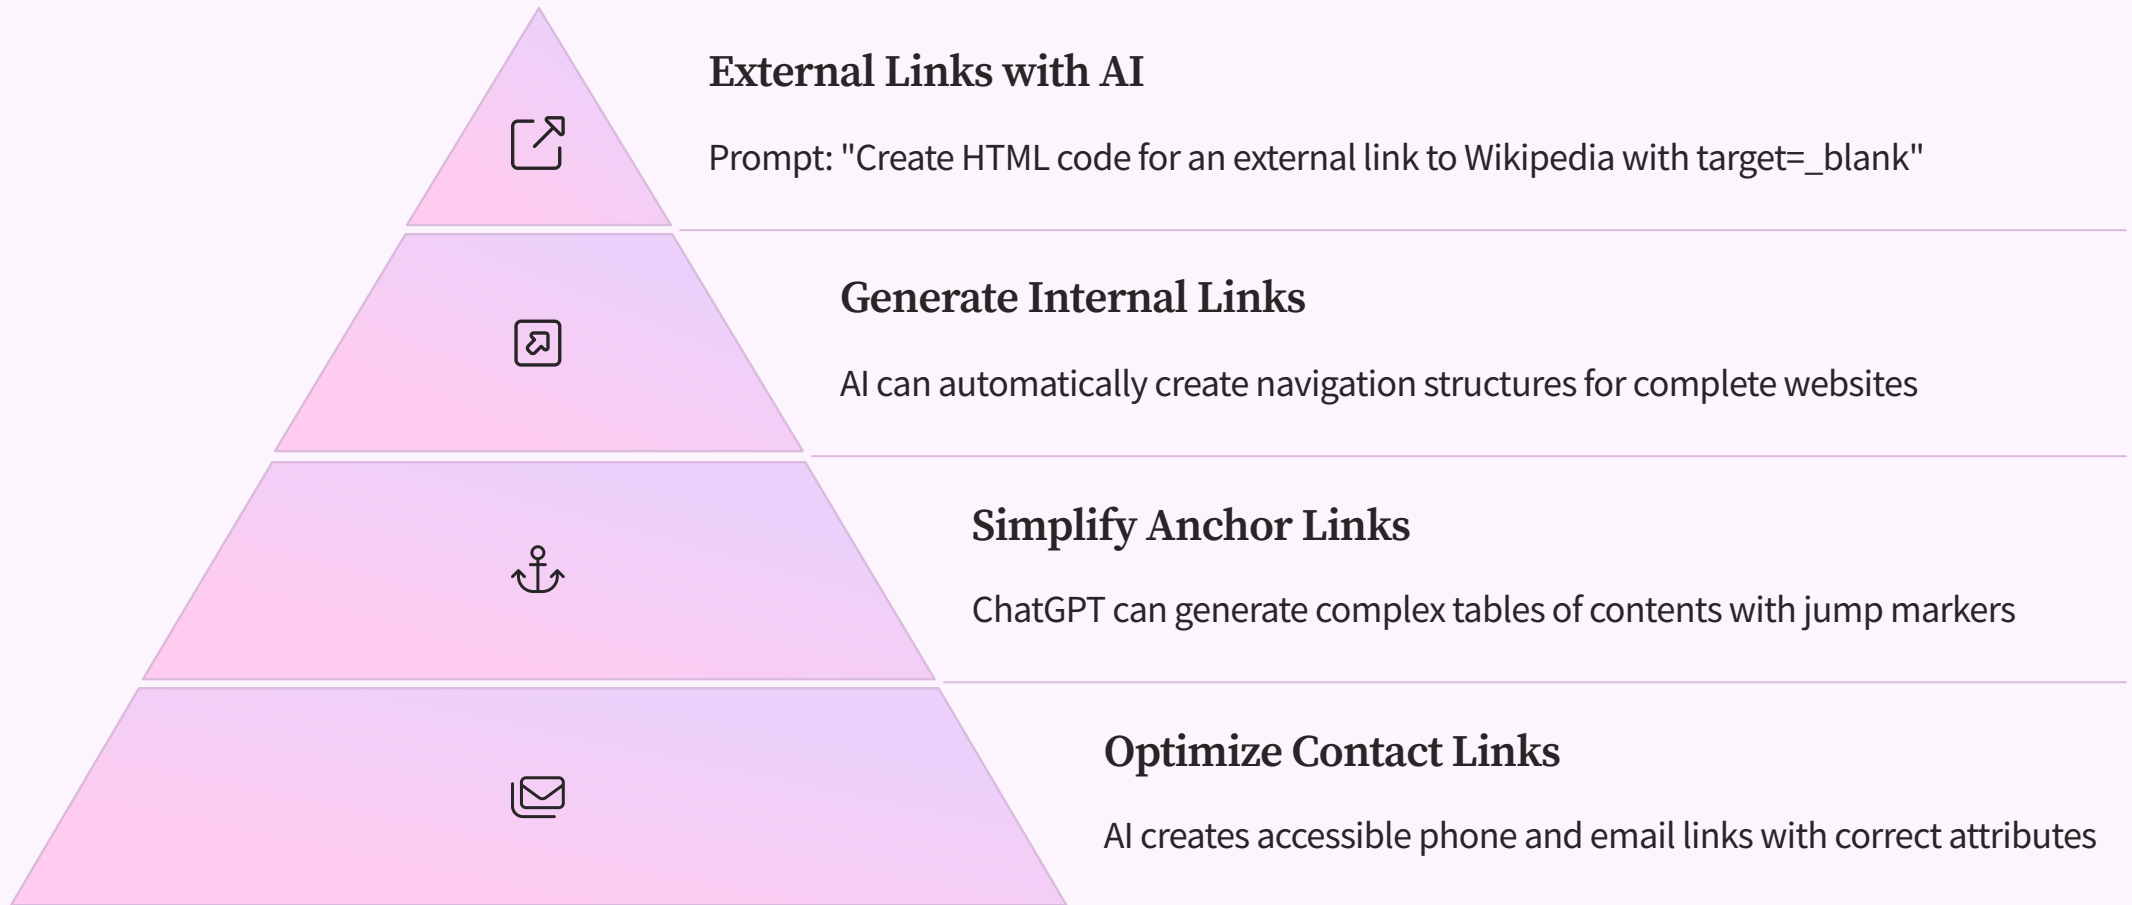 External Links with AI
Prompt: "Create HTML code for an external link to Wikipedia with target=_blank"
Generate Internal Links
AI can automatically create navigation structures for complete websites
Simplify Anchor Links
ChatGPT can generate complex tables of contents with jump markers
Optimize Contact Links
AI creates accessible phone and email links with correct attributes